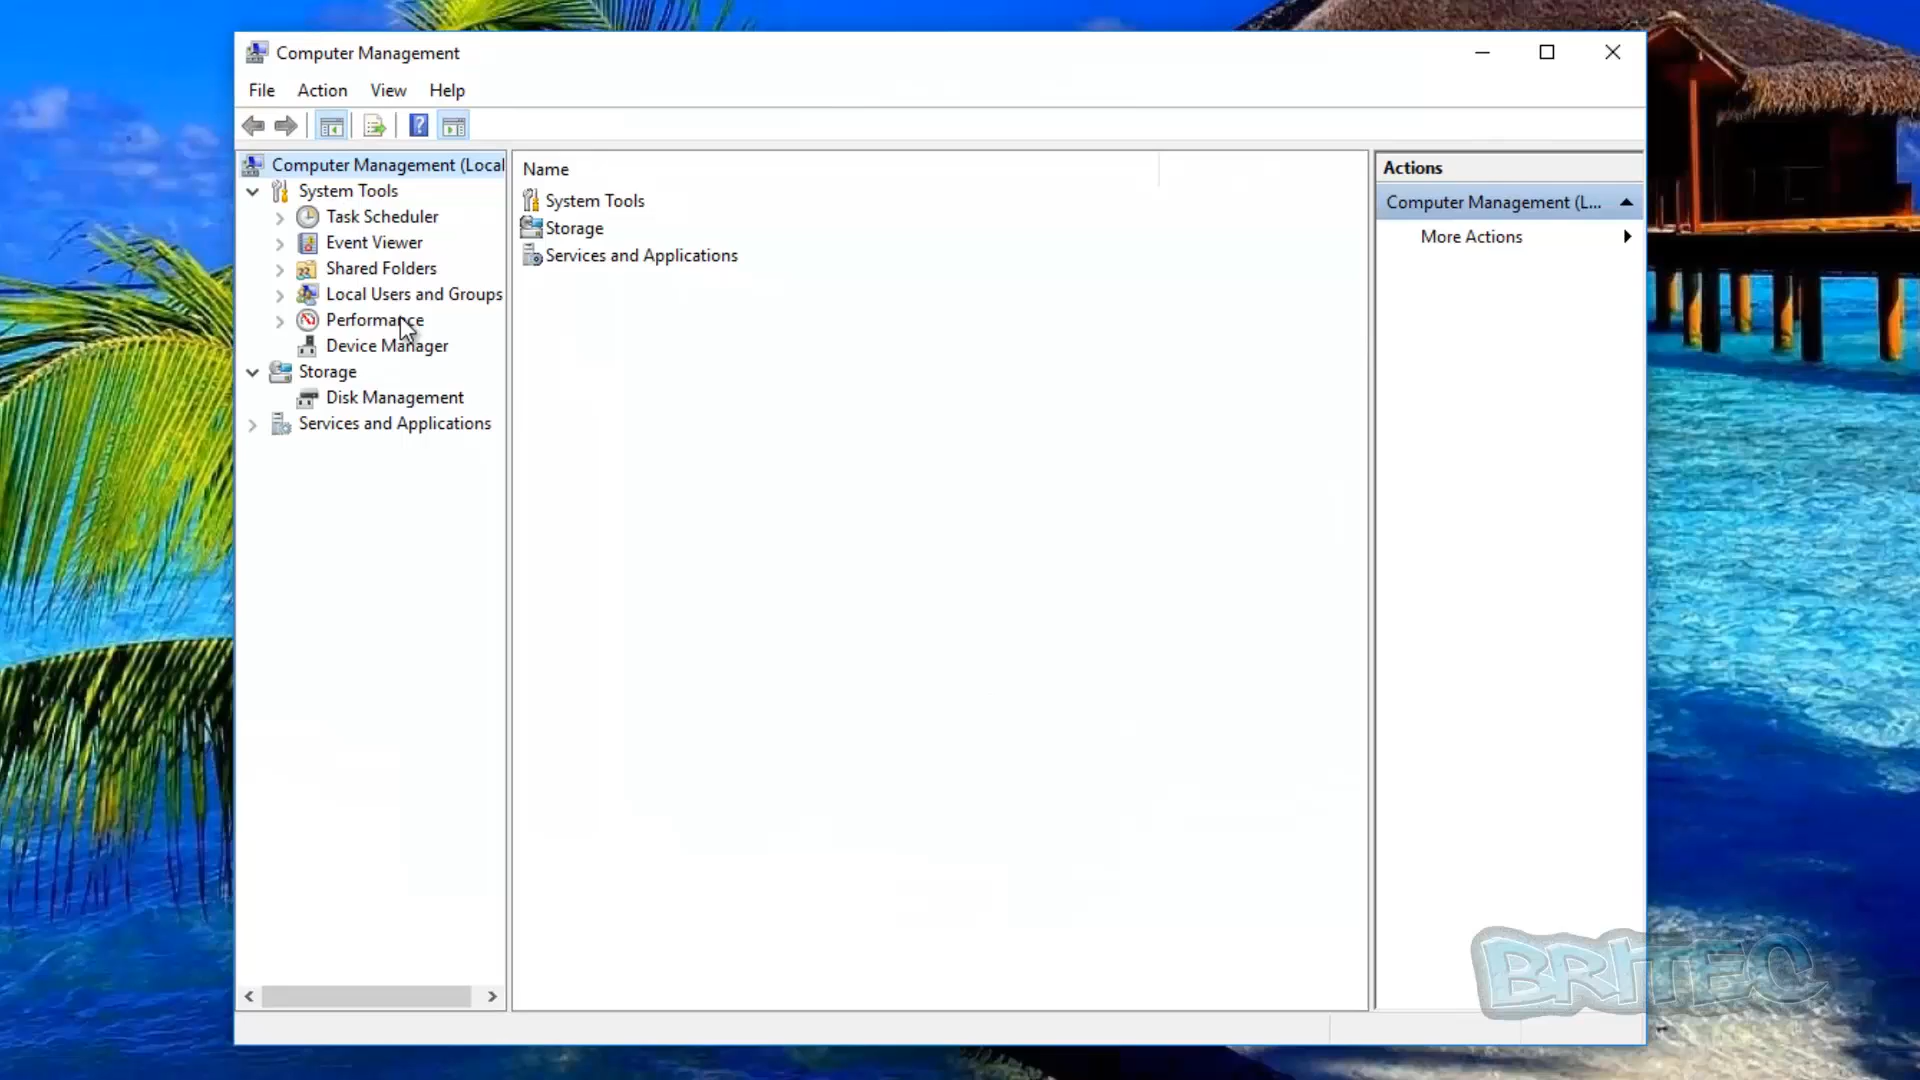 Computer Management
File Action View Help
Computer Management (Local
System Tools
Task Scheduler
Event Viewer
Shared Folders
Local Users and Groups
Performance
Device Manager
Storage
Disk Management
Services and Applications
Name
System Tools
Storage
Services and Applications
Actions
Computer Management (L...
More Actions
BRITEC